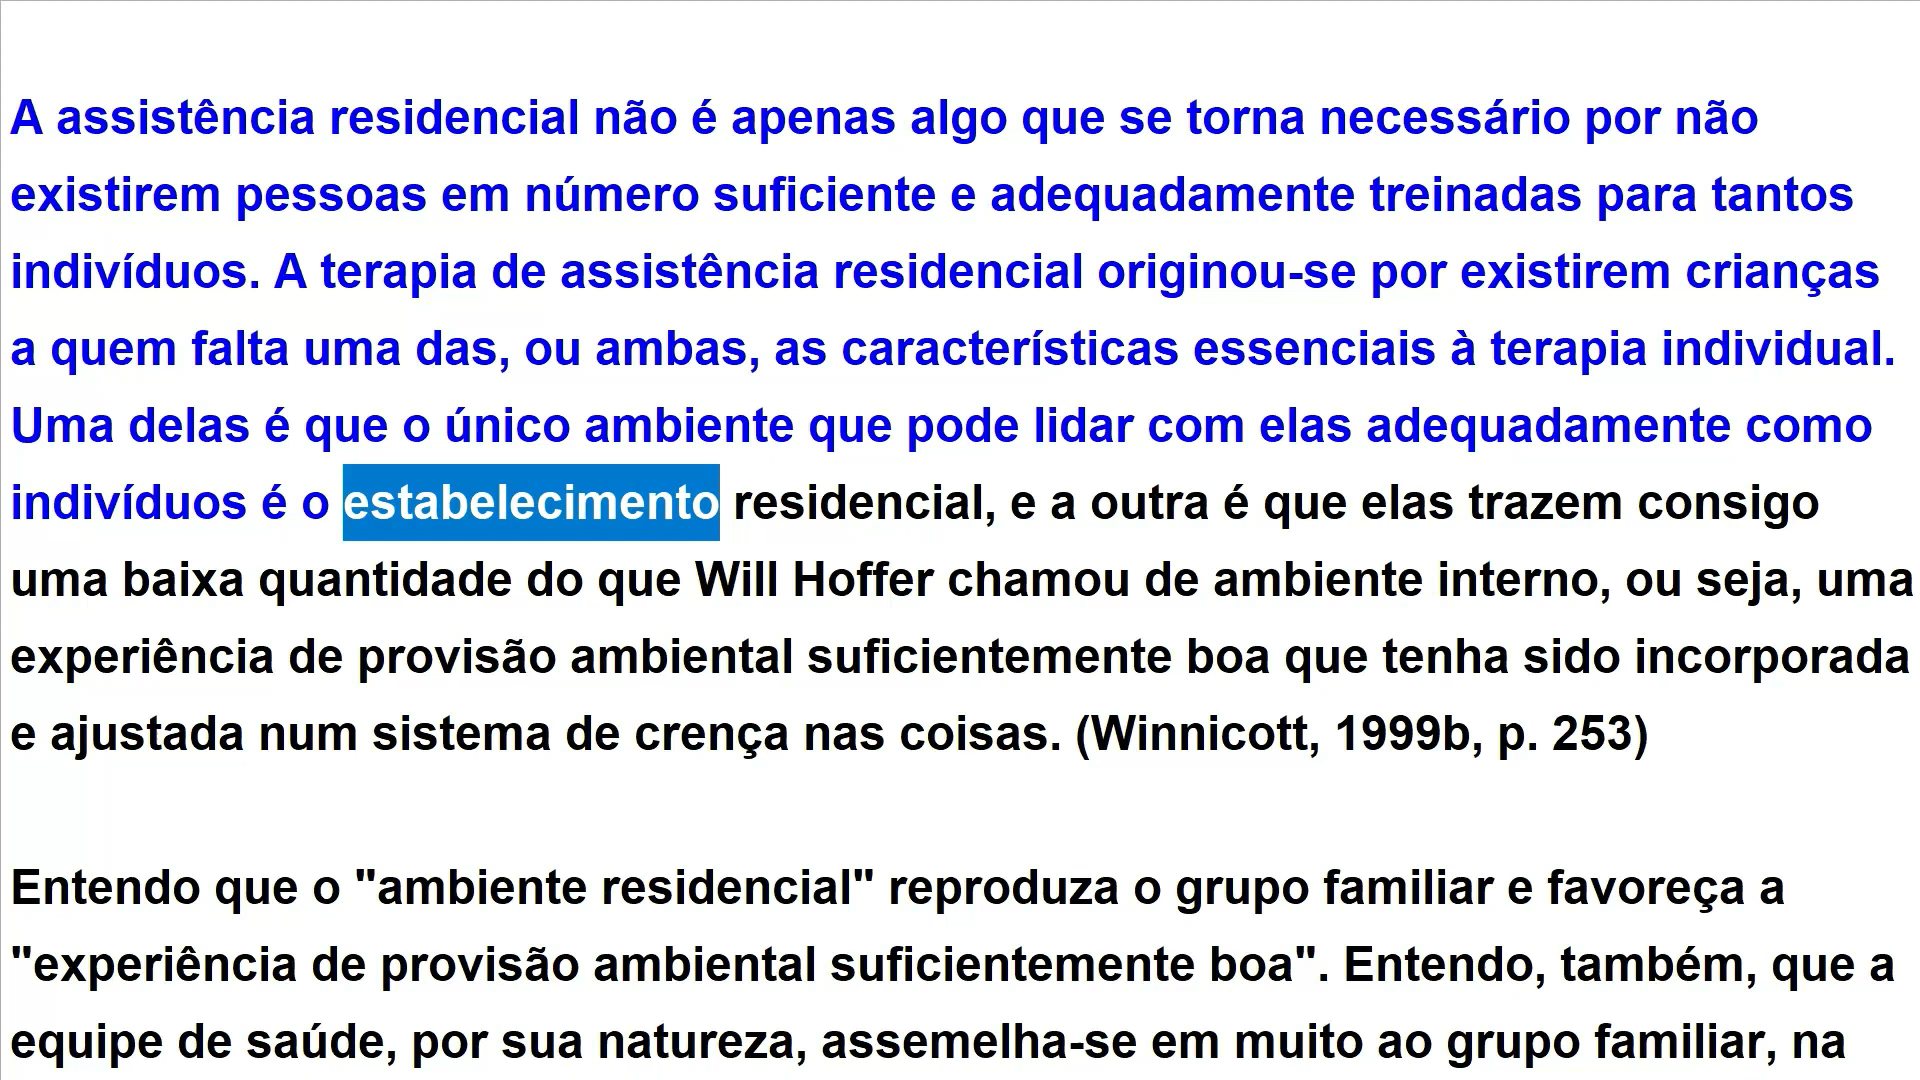 A assistência residencial não é apenas algo que se torna necessário por não
existirem pessoas em número suficiente e adequadamente treinadas para tantos
indivíduos. A terapia de assistência residencial originou-se por existirem crianças
a quem falta uma das, ou ambas, as características essenciais à terapia individual.
Uma delas é que o único ambiente que pode lidar com elas adequadamente como
indivíduos é o estabelecimento residencial, e a outra é que elas trazem consigo
uma baixa quantidade do que Will Hoffer chamou de ambiente interno, ou seja, uma
experiência de provisão ambiental suficientemente boa que tenha sido incorporada
e ajustada num sistema de crença nas coisas. (Winnicott, 1999b, p. 253)
Entendo que o "ambiente residencial" reproduza o grupo familiar e favoreça a
"experiência de provisão ambiental suficientemente boa". Entendo, também, que a
equipe de saúde, por sua natureza, assemelha-se em muito ao grupo familiar, na